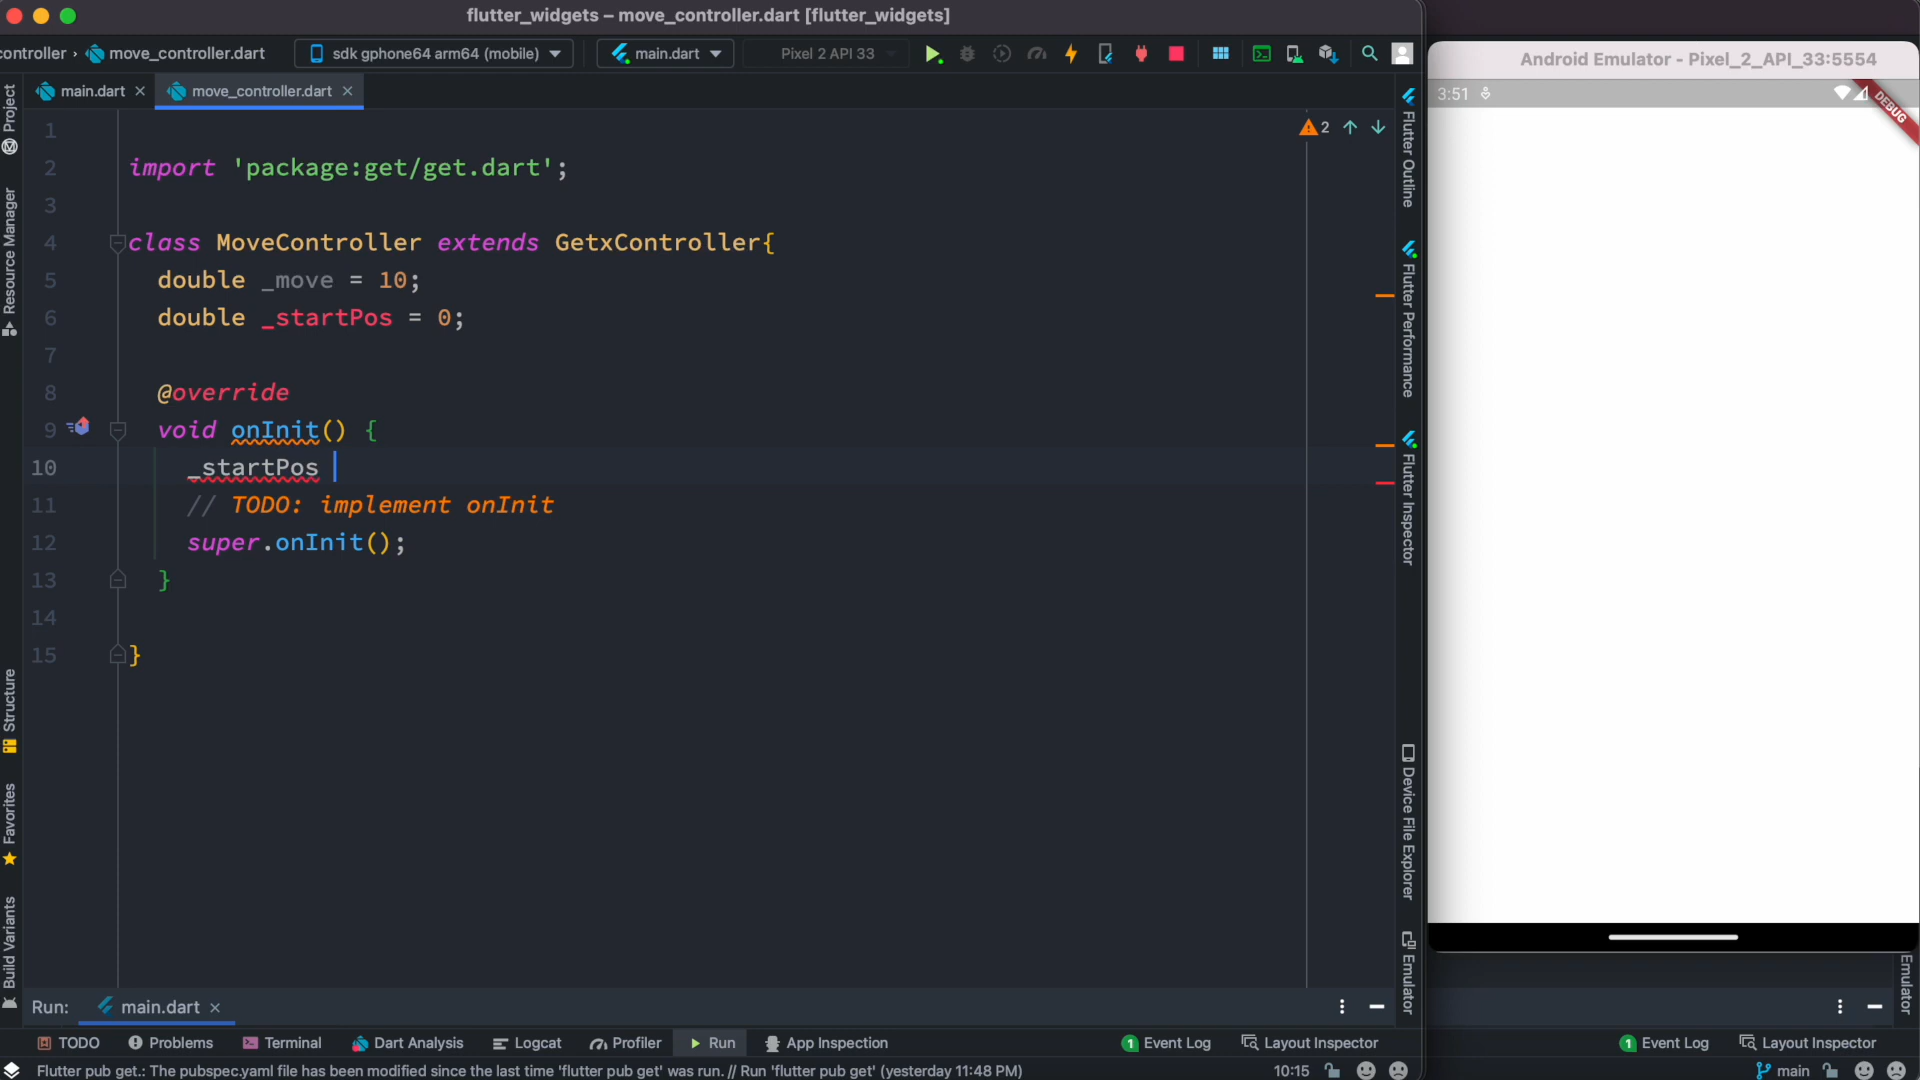 flutter_widgets – move_controller.dart [flutter_widgets]
controller › move_controller.dart
sdk gphone64 arm64 (mobile)
main.dart
Pixel 2 API 33
main.dart
move_controller.dart
1
2 import 'package:get/get.dart';
3
4 class MoveController extends GetxController{
5 double _move = 10;
6 double _startPos = 0;
7
8 @override
9 void onInit() {
10 _startPos
11 // TODO: implement onInit
12 super.onInit();
13 }
14
15 }
2
Project
Resource Manager
Structure
Favorites
Build Variants
Flutter Outline
Flutter Performance
Flutter Inspector
Device File Explorer
Emulator
Android Emulator - Pixel_2_API_33:5554
3:51
DEBUG
Run: main.dart
TODO
Problems
Terminal
Dart Analysis
Logcat
Profiler
Run
App Inspection
1 Event Log
Layout Inspector
Emulator
1 Event Log
Layout Inspector
Flutter pub get.: The pubspec.yaml file has been modified since the last time 'flutter pub get' was run. // Run 'flutter pub get' (yesterday 11:48 PM)
10:15
main